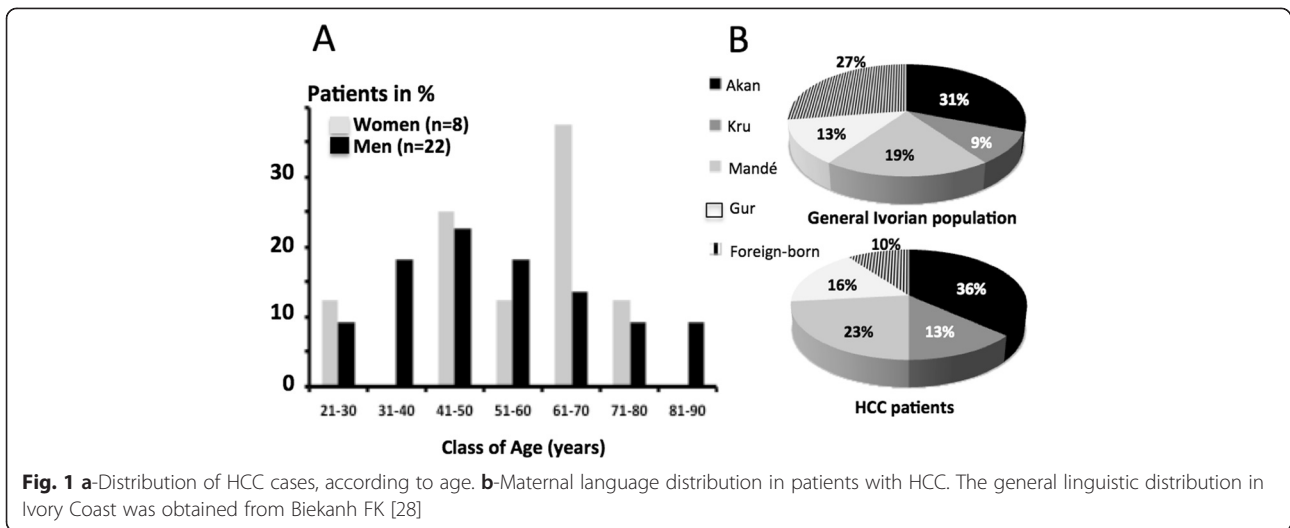 A
Patients in %
Women (n=8)
Men (n=22)
30
20
10
0
21-30 31-40 41-50 51-60 61-70 71-80 81-90
Class of Age (years)
B
Akan
Kru
Mandé
Gur
Foreign-born
27%
31%
13%
9%
19%
General Ivorian population
10%
16%
36%
23%
13%
HCC patients
Fig. 1 a-Distribution of HCC cases, according to age. b-Maternal language distribution in patients with HCC. The general linguistic distribution in
Ivory Coast was obtained from Biekanh FK [28]